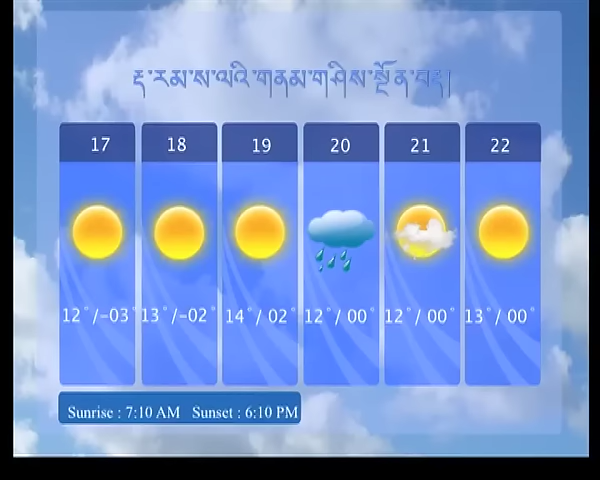 རྡ་རམ་ས་ལའི་གནམ་གཤིས་སྔོན་བརྡ།
17 18 19 20 21 22
12°/-03° 13°/-02° 14°/ 02° 12°/ 00° 12°/ 00° 13°/ 00°
Sunrise : 7:10 AM Sunset : 6:10 PM